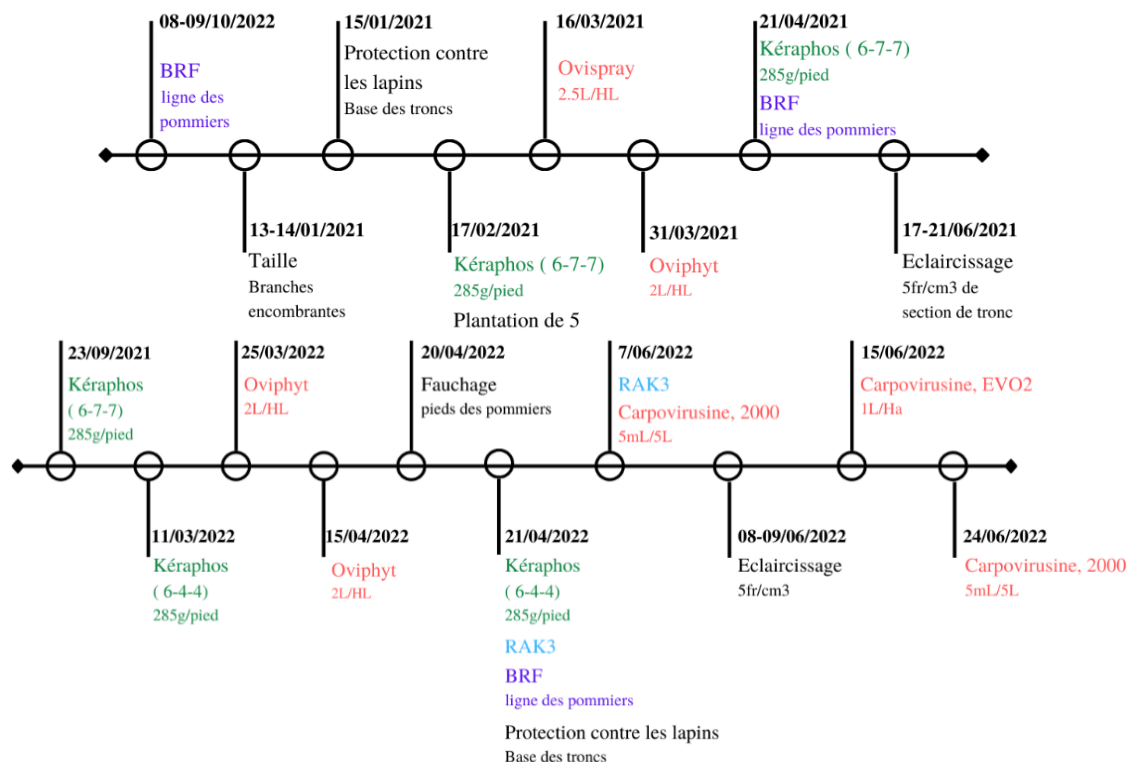 08-09/10/2022
BRF
ligne des
pommiers
13-14/01/2021
Taille
Branches
encombrantes
15/01/2021
Protection contre
les lapins
Base des troncs
17/02/2021
Kéraphos ( 6-7-7)
285g/pied
Plantation de 5
16/03/2021
Ovispray
2.5L/HL
31/03/2021
Oviphyt
2L/HL
21/04/2021
Kéraphos ( 6-7-7)
285g/pied
BRF
ligne des pommiers
17-21/06/2021
Eclaircissage
5fr/cm3 de
section de tronc
23/09/2021
Kéraphos
( 6-7-7)
285g/pied
11/03/2022
Kéraphos
( 6-4-4)
285g/pied
25/03/2022
Oviphyt
2L/HL
15/04/2022
Oviphyt
2L/HL
20/04/2022
Fauchage
pieds des pommiers
21/04/2022
Kéraphos
( 6-4-4)
285g/pied
RAK3
BRF
ligne des pommiers
Protection contre les lapins
Base des troncs
7/06/2022
RAK3
Carpovirusine, 2000
5mL/5L
08-09/06/2022
Eclaircissage
5fr/cm3
15/06/2022
Carpovirusine, EVO2
1L/Ha
24/06/2022
Carpovirusine, 2000
5mL/5L